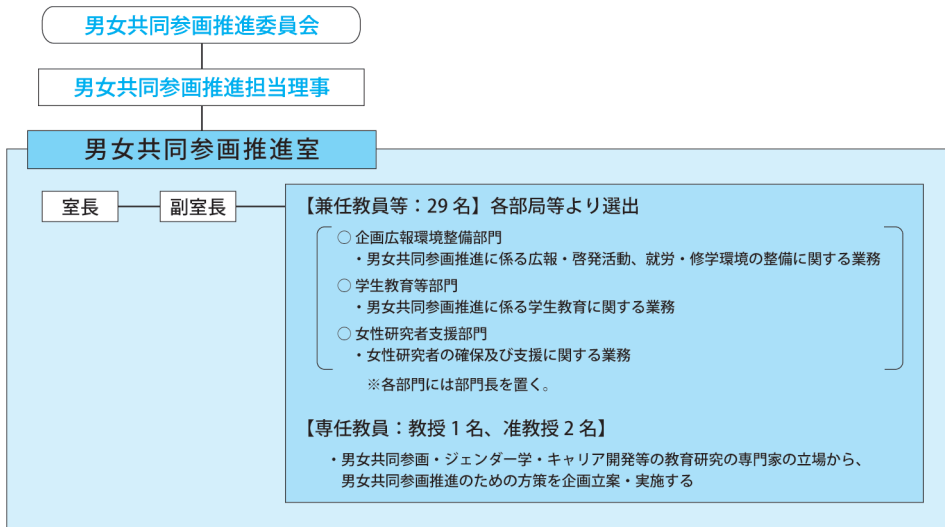 男女共同参画推進委員会
男女共同参画推進担当理事
男女共同参画推進室
室長
副室長
【兼任教員等：29 名】各部局等より選出
○ 企画広報環境整備部門
・男女共同参画推進に係る広報・啓発活動、就労・修学環境の整備に関する業務
○ 学生教育等部門
・男女共同参画推進に係る学生教育に関する業務
○ 女性研究者支援部門
・女性研究者の確保及び支援に関する業務
※各部門には部門長を置く。
【専任教員：教授 1 名、准教授 2 名】
・男女共同参画・ジェンダー学・キャリア開発等の教育研究の専門家の立場から、
男女共同参画推進のための方策を企画立案・実施する